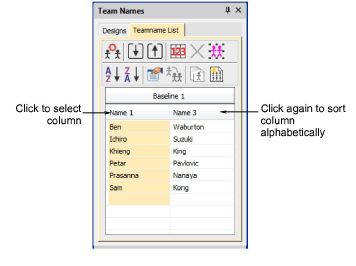 Team Names
Designs Teamname List
123
A Z Z A
Baseline 1
Click to select column
Name 1 Name 3
Click again to sort column alphabetically
Ben Waburton
Ichiro Suzuki
Khieng King
Petar Pavlovic
Prasanna Nanaya
Sam Kong